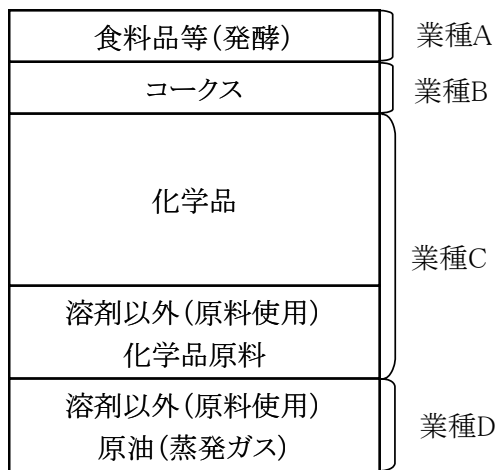 食料品等（発酵）
業種A
コークス
業種B
化学品
業種C
溶剤以外（原料使用）
化学品原料
溶剤以外（原料使用）
原油（蒸発ガス）
業種D